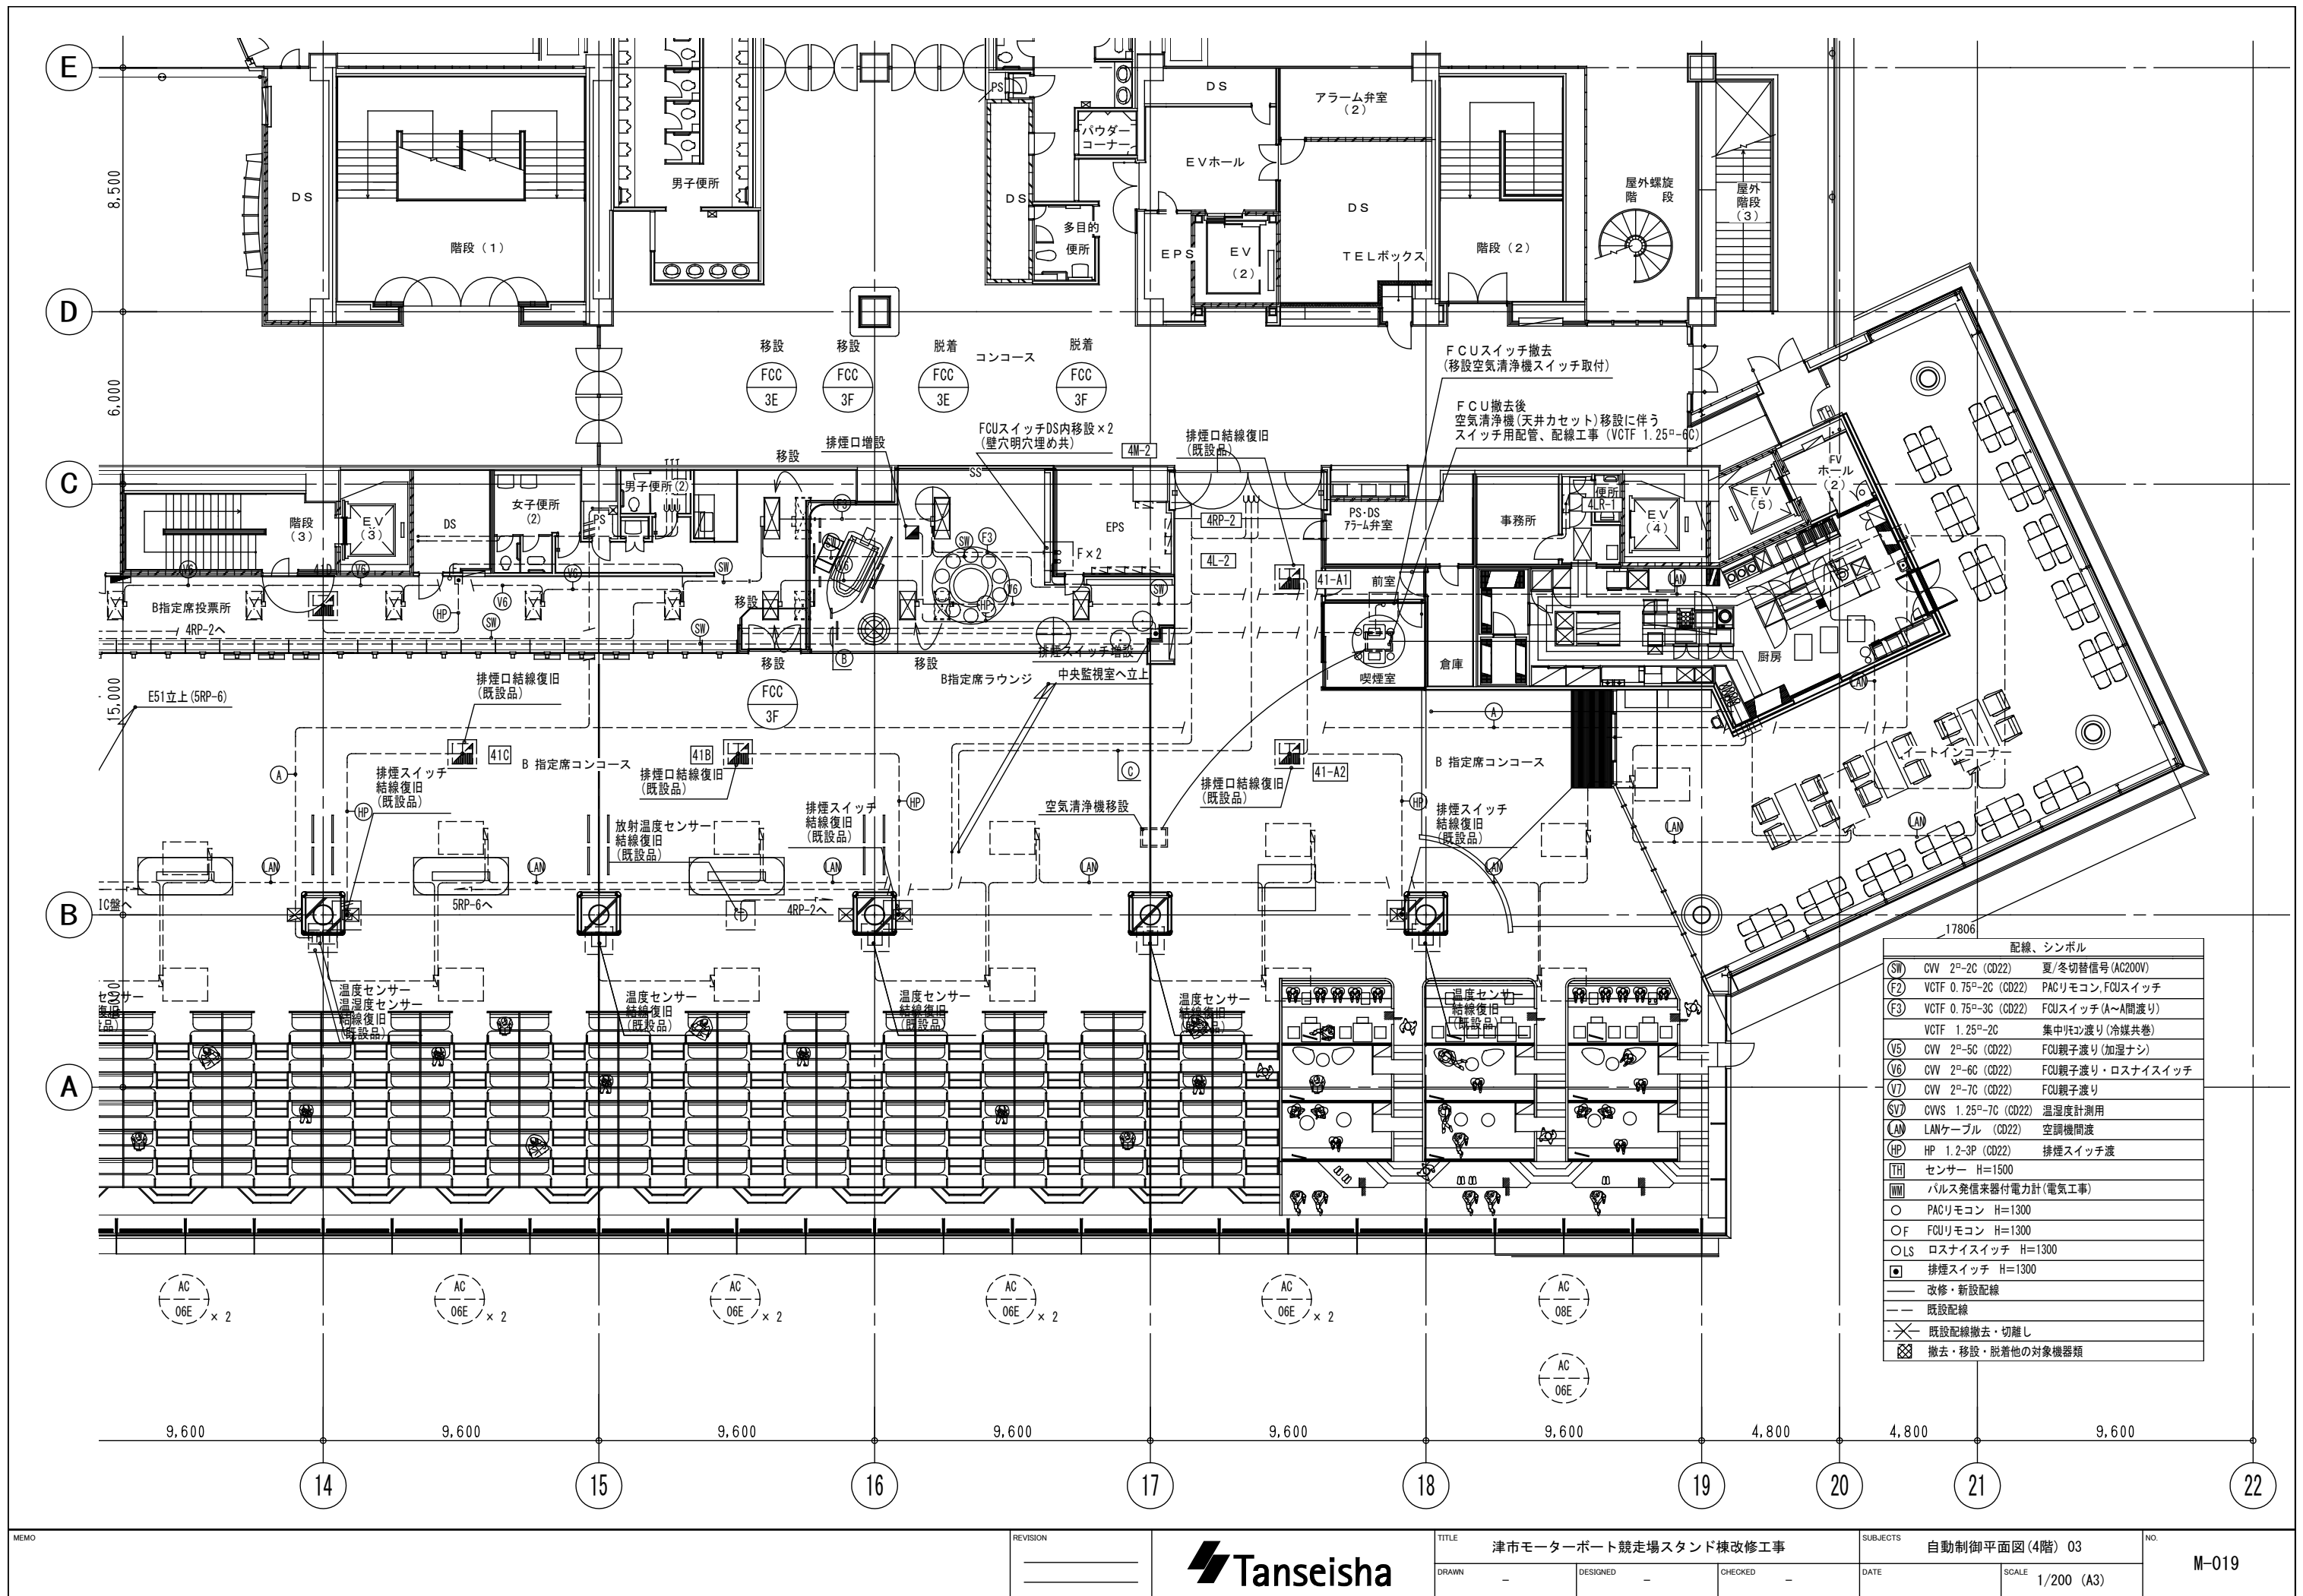 E
D
C
B
A
8,500
6,000
15,000
DS
階段(1)
男子便所
PS
パウダー
コーナー
DS
多目的
便所
DS
EVホール
EPS
EV
(2)
アラーム弁室
(2)
DS
TELボックス
階段(2)
屋外螺旋
階 段
屋外
階段
(3)
移設
FCC
3E
移設
FCC
3F
脱着
FCC
3E
コンコース
脱着
FCC
3F
FCUスイッチ撤去
(移設空気清浄機スイッチ取付)
FCU撤去後
空気清浄機(天井カセット)移設に伴う
スイッチ用配管、配線工事 (VCTF 1.25□-6C)
排煙口増設
FCUスイッチDS内移設×2
(壁穴明穴埋め共)
4M-2
排煙口結線復旧
(既設品)
移設
SS
階段
(3)
EV
(3)
DS
女子便所
(2)
PS
男子便所(2)
F3
SW
F3
EPS
F×2
4RP-2
4L-2
PS・DS
アラーム弁室
事務所
便所
4LR-1
EV
(4)
EV
(5)
EV
ホール
(2)
V6
41D
V6
V6
V6
SW
V6
HP
V6
SW
41-A1
前室
LAN
B指定席投票所
4RP-2へ
HP
SW
SW
移設
移設
B
移設
B指定席ラウンジ
排煙スイッチ増設
中央監視室へ立上
喫煙室
倉庫
厨房
LAN
E51立上(5RP-6)
排煙口結線復旧
(既設品)
FCC
3F
A
41C
B 指定席コンコース
41B
排煙口結線復旧
(既設品)
C
41-A2
排煙口結線復旧
(既設品)
B 指定席コンコース
イートインコーナー
A
排煙スイッチ
結線復旧
(既設品)
HP
放射温度センサー
結線復旧
(既設品)
排煙スイッチ
結線復旧
(既設品)
HP
空気清浄機移設
HP
排煙スイッチ
結線復旧
(既設品)
LAN
LAN
LAN
LAN
LAN
LAN
LAN
IC盤へ
5RP-6へ
4RP-2へ
17806
温度センサー
温湿度センサー
結線復旧
(既設品)
温度センサー
結線復旧
(既設品)
温度センサー
結線復旧
(既設品)
温度センサー
結線復旧
(既設品)
温度センサー
結線復旧
(既設品)
配線、シンボル
SW CVV 2□-2C (CD22) 夏/冬切替信号(AC200V)
F2 VCTF 0.75□-2C (CD22) PACリモコン,FCUスイッチ
F3 VCTF 0.75□-3C (CD22) FCUスイッチ(A~A間渡り)
VCTF 1.25□-2C 集中リモコン渡り(冷媒共巻)
V5 CVV 2□-5C (CD22) FCU親子渡り(加湿ナシ)
V6 CVV 2□-6C (CD22) FCU親子渡り・ロスナイスイッチ
V7 CVV 2□-7C (CD22) FCU親子渡り
SV7 CVVS 1.25□-7C (CD22) 温湿度計測用
LAN LANケーブル (CD22) 空調機間渡
HP HP 1.2-3P (CD22) 排煙スイッチ渡
TH センサー H=1500
WM パルス発信来器付電力計(電気工事)
○ PACリモコン H=1300
○F FCUリモコン H=1300
○LS ロスナイスイッチ H=1300
排煙スイッチ H=1300
改修・新設配線
既設配線
既設配線撤去・切離し
撤去・移設・脱着他の対象機器類
AC
06E
× 2
AC
06E
× 2
AC
06E
× 2
AC
06E
× 2
AC
06E
× 2
AC
08E
AC
06E
9,600
9,600
9,600
9,600
9,600
9,600
4,800
4,800
9,600
14
15
16
17
18
19
20
21
22
MEMO
REVISION
Tanseisha
TITLE
津市モーターボート競走場スタンド棟改修工事
DRAWN
-
DESIGNED
-
CHECKED
-
SUBJECTS
自動制御平面図(4階) 03
DATE
SCALE
1/200 (A3)
NO.
M-019